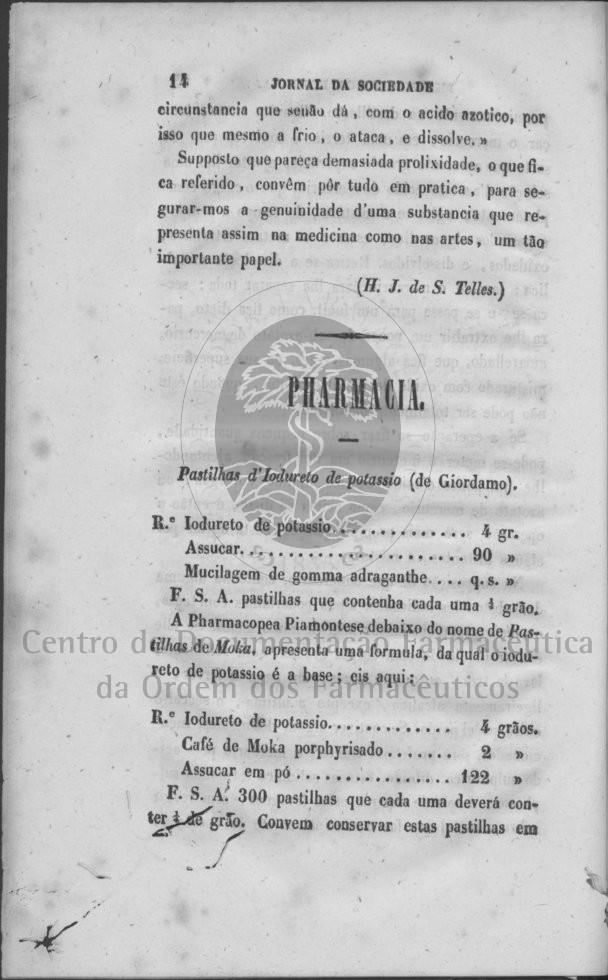 14 JORNAL DA SOCIEDADE
circunstancia que senão dá, com o acido azotico, por
isso que mesmo a frio, o ataca, e dissolve. »
Supposto que pareça demasiada prolixidade, o que fi-
ca referido, convêm pôr tudo em pratica, para se-
gurar-mos a genuinidade d'uma substancia que re-
presenta assim na medicina como nas artes, um tão
importante papel.
(H. J. de S. Telles.)
PHARMACIA.
Pastilhas d'Iodureto de potassio (de Giordamo).
R.e Iodureto de potassio.............. 4 gr.
Assucar....................... 90 »
Mucilagem de gomma adraganthe.... q. s. »
F. S. A. pastilhas que contenha cada uma grão.
A Pharmacopea Piamontese debaixo do nome de Pas-
tilhas de Moka, apresenta uma formula, da qual o iodu-
reto de potassio é a base; eis aqui:
Centro de Documentação Farmacêutica
da Ordem dos Farmacêuticos
R.e Iodureto de potassio............. 4 grãos.
Café de Moka porphyrisado....... 2 »
Assucar em pó................ 122 »
F. S. A. 300 pastilhas que cada uma deverá con-
ter de grão. Convem conservar estas pastilhas em